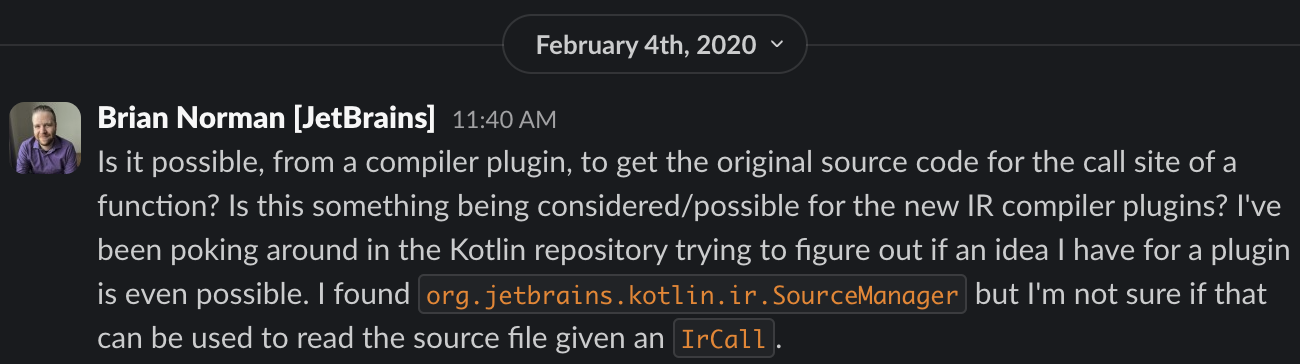 February 4th, 2020
Brian Norman [JetBrains] 11:40 AM
Is it possible, from a compiler plugin, to get the original source code for the call site of a
function? Is this something being considered/possible for the new IR compiler plugins? I've
been poking around in the Kotlin repository trying to figure out if an idea I have for a plugin
is even possible. I found org.jetbrains.kotlin.ir.SourceManager but I'm not sure if that
can be used to read the source file given an IrCall.